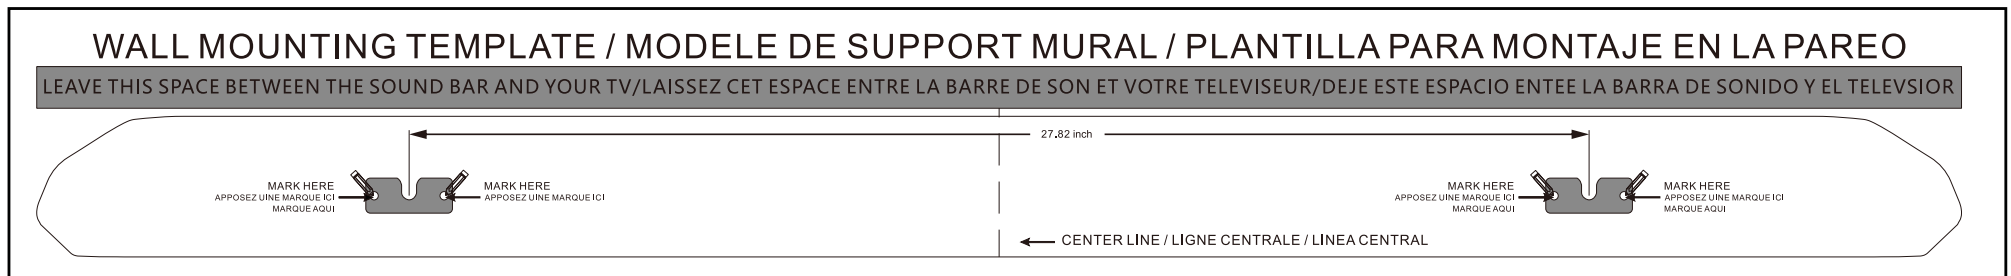 WALL MOUNTING TEMPLATE / MODELE DE SUPPORT MURAL / PLANTILLA PARA MONTAJE EN LA PAREO
LEAVE THIS SPACE BETWEEN THE SOUND BAR AND YOUR TV/LAISSEZ CET ESPACE ENTRE LA BARRE DE SON ET VOTRE TELEVISEUR/DEJE ESTE ESPACIO ENTEE LA BARRA DE SONIDO Y EL TELEVSIOR
27.82 inch
MARK HERE
APPOSEZ UINE MARQUE ICI
MARQUE AQUI
MARK HERE
APPOSEZ UINE MARQUE ICI
MARK HERE
APPOSEZ UINE MARQUE ICI
MARQUE AQUI
MARK HERE
APPOSEZ UINE MARQUE ICI
MARQUE AQUI
CENTER LINE / LIGNE CENTRALE / LINEA CENTRAL